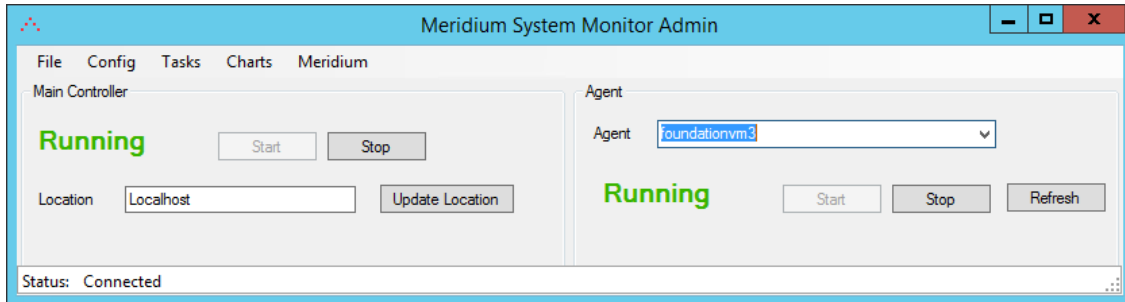 Meridium System Monitor Admin
File Config Tasks Charts Meridium
Main Controller
Running Start Stop
Location Localhost Update Location
Agent
Agent foundationvm3
Running Start Stop Refresh
Status: Connected